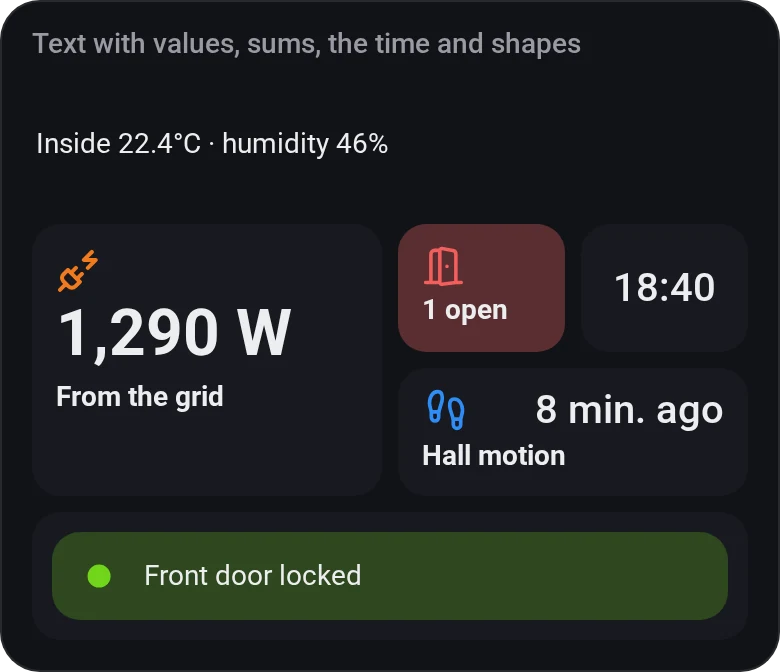 Text with values, sums, the time and shapes
Inside 22.4°C · humidity 46%
1,290 W
From the grid
1 open
18:40
8 min. ago
Hall motion
Front door locked